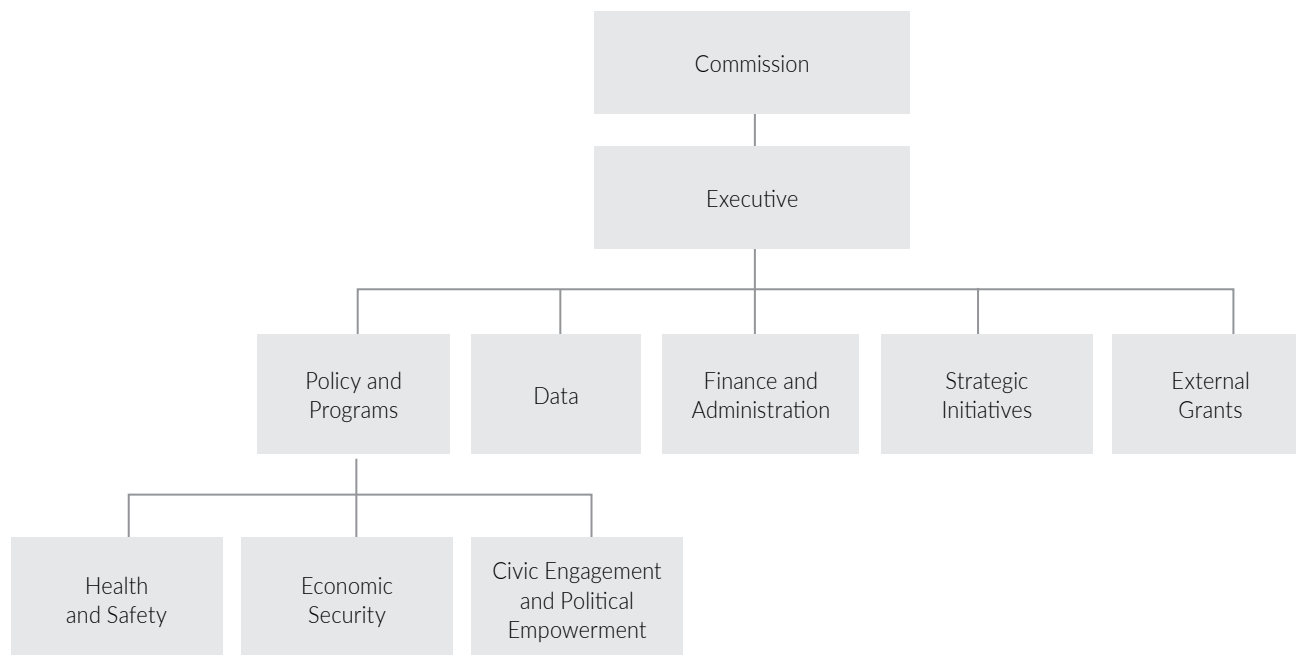 Commission
Executive
Policy and
Programs
Data
Finance and
Administration
Strategic
Initiatives
External
Grants
Health
and Safety
Economic
Security
Civic Engagement
and Political
Empowerment